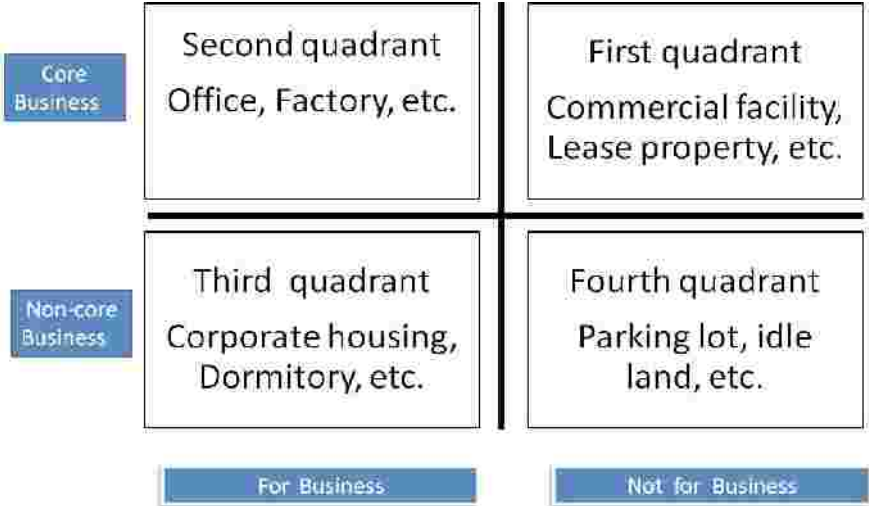 Core
Business
Second quadrant
Office, Factory, etc.
First quadrant
Commercial facility,
Lease property, etc.
Non-core
Business
Third quadrant
Corporate housing,
Dormitory, etc.
Fourth quadrant
Parking lot, idle
land, etc.
For Business
Not for Business